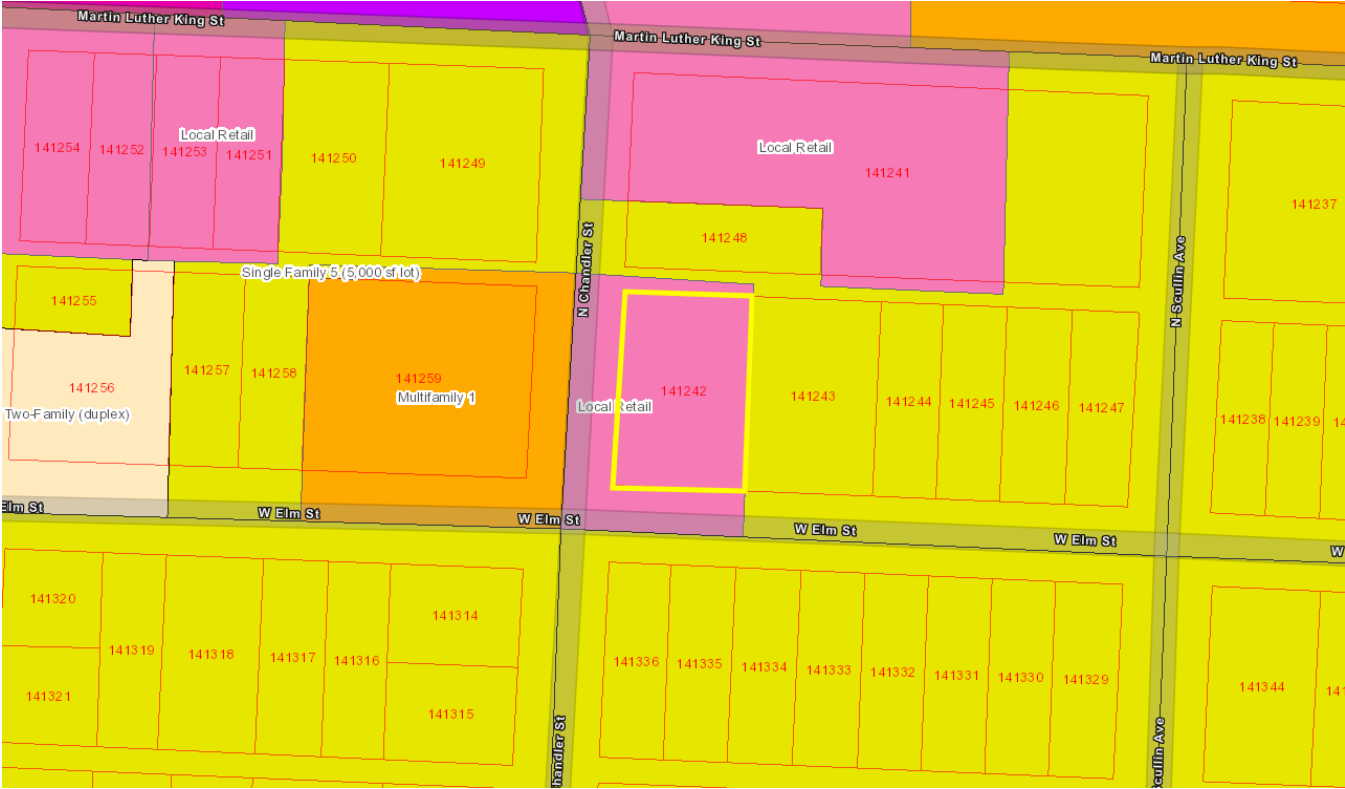 Martin Luther King St
Martin Luther King St
Martin Luther King St
141254
141252
141253
Local Retail
141251
141250
141249
Local Retail
141241
141237
141248
N Chandler St
N Scullin Ave
Single Family 5 (5,000 sf lot)
141255
141256
Two-Family (duplex)
141257
141258
141259
Multifamily 1
Local Retail
141242
141243
141244
141245
141246
141247
141238
141239
Elm St
W Elm St
W Elm St
W Elm St
W Elm St
W
141320
141319
141318
141317
141316
141314
141321
141315
141336
141335
141334
141333
141332
141331
141330
141329
141344
handler St
cullin Ave